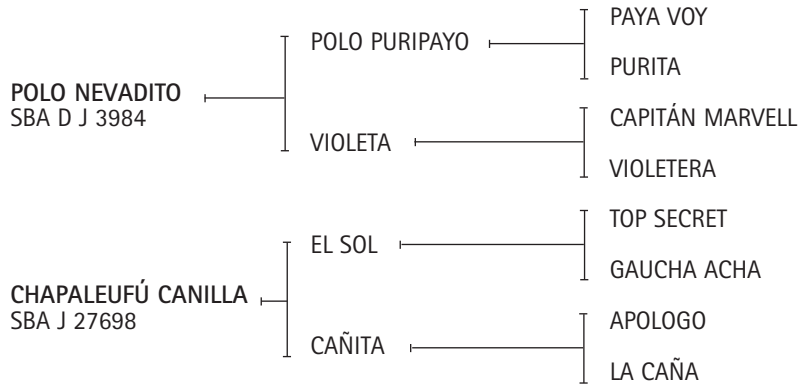 POLO NEVADITO
SBA D J 3984
POLO PURIPAYO
PAYA VOY
PURITA
VIOLETA
CAPITÁN MARVELL
VIOLETERA
CHAPALEUFÚ CANILLA
SBA J 27698
EL SOL
TOP SECRET
GAUCHA ACHA
CAÑITA
APOLOGO
LA CAÑA